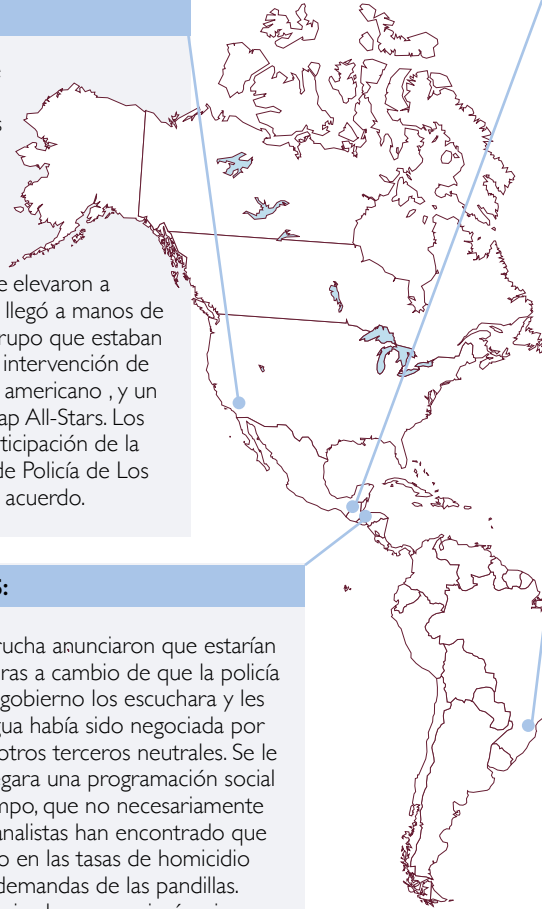 s
e elevaron a
llegó a manos de
rupo que estaban
intervención de
americano , y un
ap All-Stars. Los
ticipación de la
de Policía de Los
acuerdo.
S:
rucha anunciaron que estarían
ras a cambio de que la policía
gobierno los escuchara y les
gua había sido negociada por
otros terceros neutrales. Se le
egara una programación social
mpo, que no necesariamente
analistas han encontrado que
o en las tasas de homicidio
demandas de las pandillas.